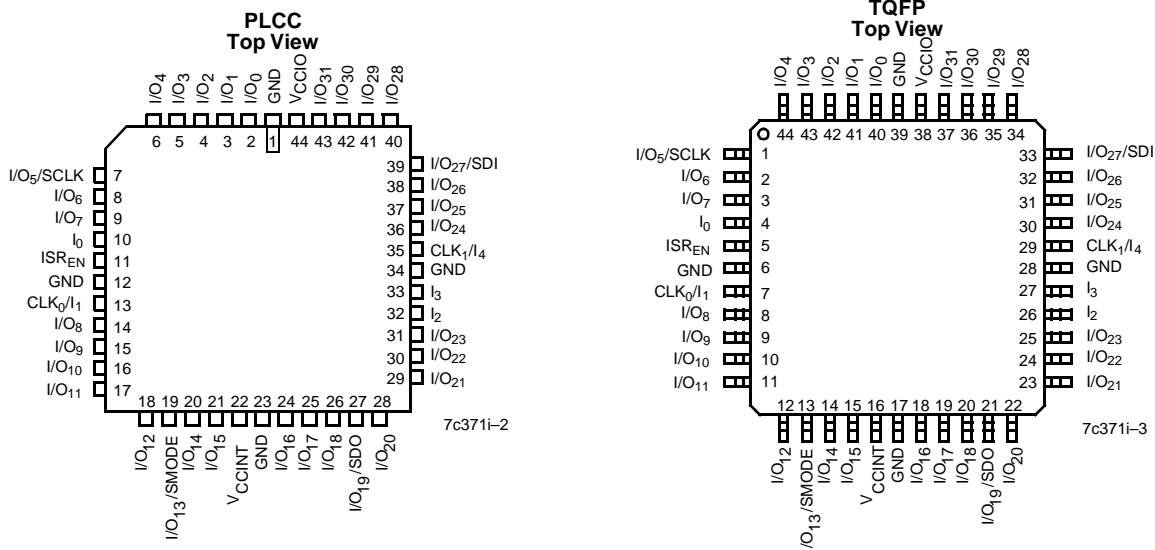 PLCC
Top View
I/O4 I/O3 I/O2 I/O1 I/O0 GND VCCIO I/O31 I/O30 I/O29 I/O28
6 5 4 3 2 1 44 43 42 41 40
I/O5/SCLK 7
I/O6 8
I/O7 9
I0 10
ISREN 11
GND 12
CLK0/I1 13
I/O8 14
I/O9 15
I/O10 16
I/O11 17
39 I/O27/SDI
38 I/O26
37 I/O25
36 I/O24
35 CLK1/I4
34 GND
33 I3
32 I2
31 I/O23
30 I/O22
29 I/O21
18 19 20 21 22 23 24 25 26 27 28
I/O12 I/O13/SMODE I/O14 I/O15 VCCINT GND I/O16 I/O17 I/O18 I/O19/SDO I/O20
7c371i–2
TQFP
Top View
I/O4 I/O3 I/O2 I/O1 I/O0 GND VCCIO I/O31 I/O30 I/O29 I/O28
44 43 42 41 40 39 38 37 36 35 34
I/O5/SCLK 1
I/O6 2
I/O7 3
I0 4
ISREN 5
GND 6
CLK0/I1 7
I/O8 8
I/O9 9
I/O10 10
I/O11 11
33 I/O27/SDI
32 I/O26
31 I/O25
30 I/O24
29 CLK1/I4
28 GND
27 I3
26 I2
25 I/O23
24 I/O22
23 I/O21
12 13 14 15 16 17 18 19 20 21 22
I/O12 /O13/SMODE I/O14 I/O15 VCCINT GND I/O16 I/O17 I/O18 I/O19/SDO I/O20
7c371i–3